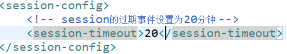 <session-config>
<!-- session的过期事件设置为20分钟 -->
<session-timeout>20</session-timeout>
</session-config>